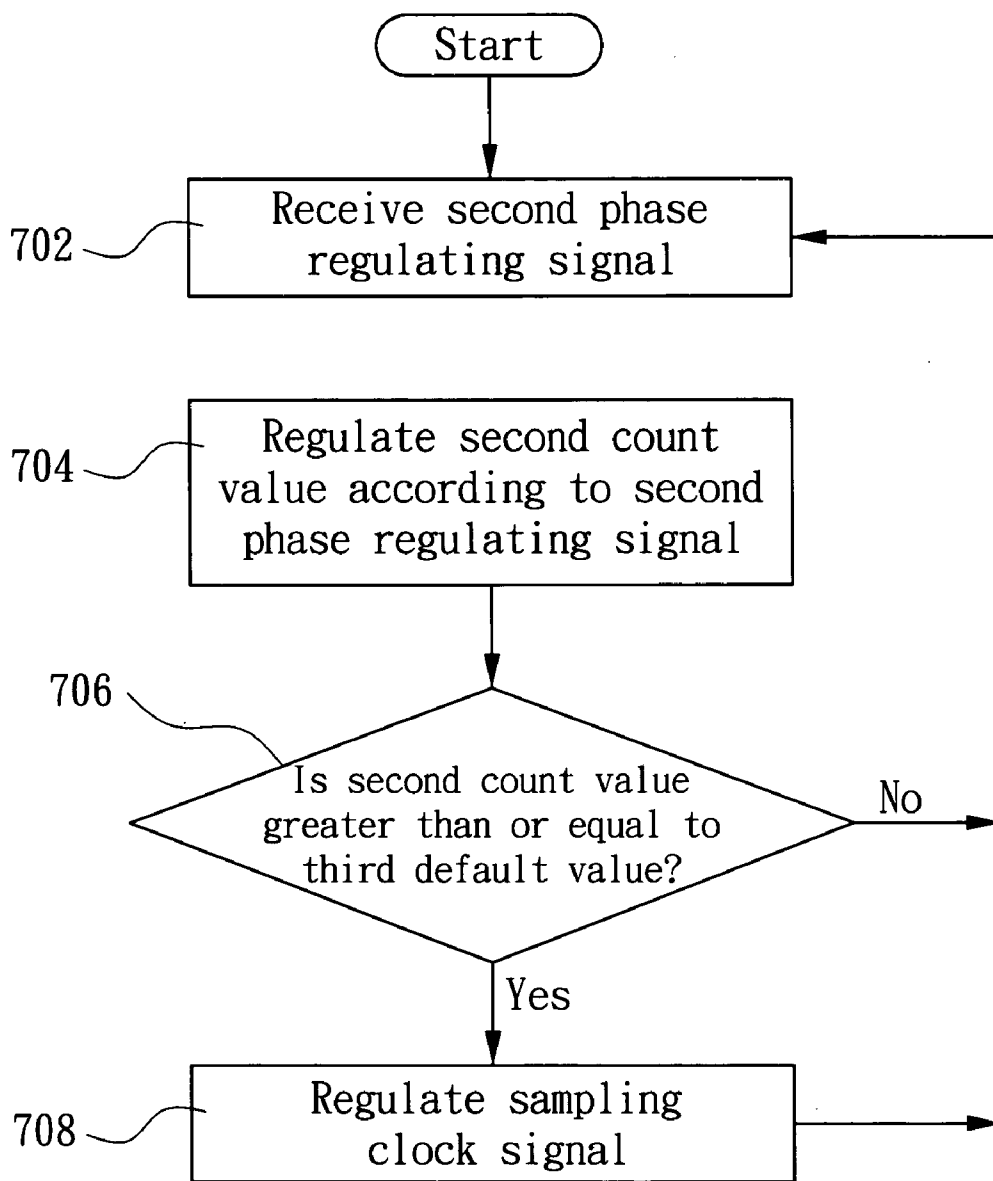 Start
702
Receive second phase
regulating signal
704
Regulate second count
value according to second
phase regulating signal
706
Is second count value
greater than or equal to
third default value?
No
Yes
708
Regulate sampling
clock signal